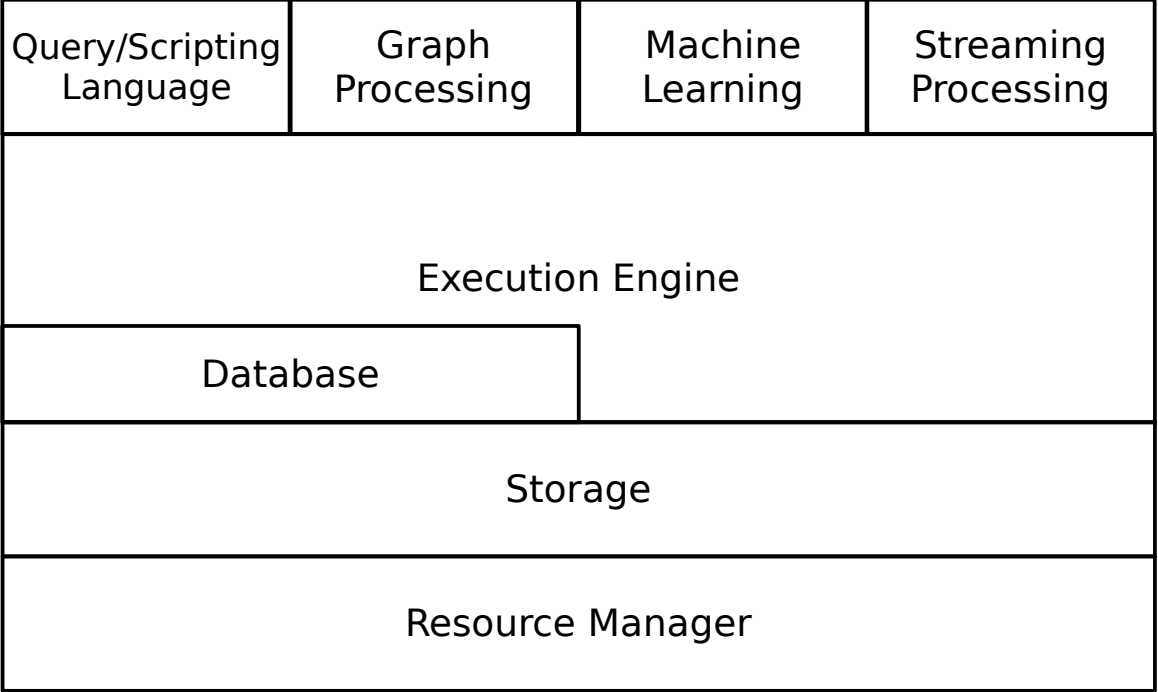 Query/Scripting
Language
Graph
Processing
Machine
Learning
Streaming
Processing
Execution Engine
Database
Storage
Resource Manager